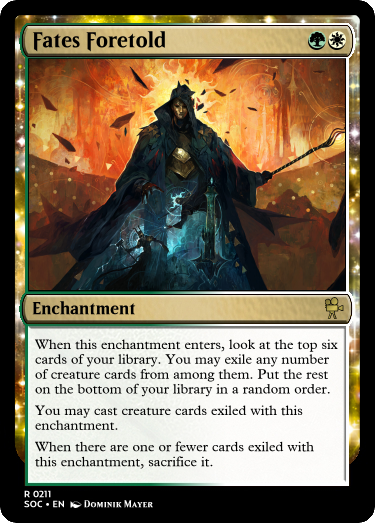 Fates Foretold
Enchantment
When this enchantment enters, look at the top six
cards of your library. You may exile any number
of creature cards from among them. Put the rest
on the bottom of your library in a random order.
You may cast creature cards exiled with this
enchantment.
When there are one or fewer cards exiled with
this enchantment, sacrifice it.
R 0211
SOC • EN Dominik Mayer